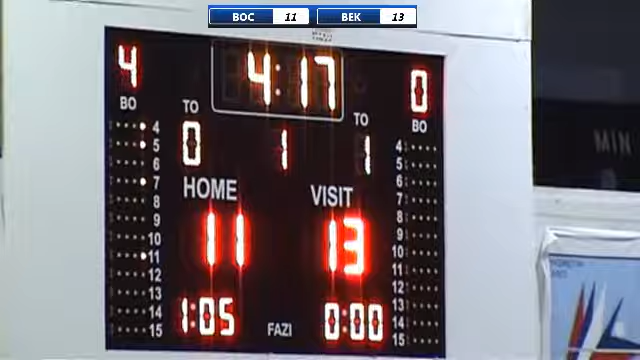 BOC 11 BEK 13
4 4:17 0
BO TO TO BO
0 1 1
HOME VISIT
11 13
4 4
5 5
6 6
7 7
8 8
9 9
10 10
11 11
12 12
13 13
14 14
15 15
1:05 FAZI 0:00
MIN